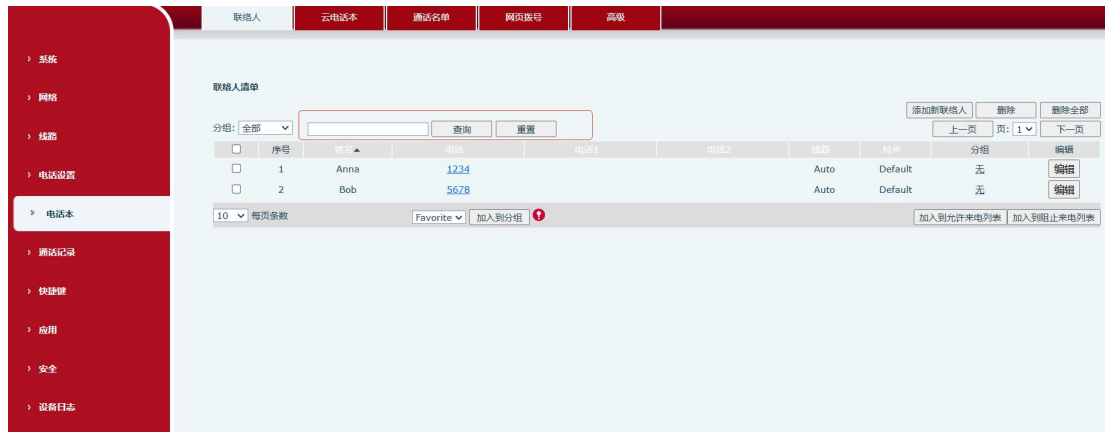 联络人 云电话本 通话名单 网页拨号 高级
系统
网络
线路
电话设置
电话本
通话记录
快捷键
应用
安全
设备日志
联络人清单
添加新联络人 删除 删除全部
分组: 全部 查询 重置 上一页 页: 1 下一页
序号 姓名 电话 电话1 电话2 线路 铃声 分组 编辑
1 Anna 1234 Auto Default 无 编辑
2 Bob 5678 Auto Default 无 编辑
10 每页条数 Favorite 加入到分组 加入到允许来电列表 加入到阻止来电列表